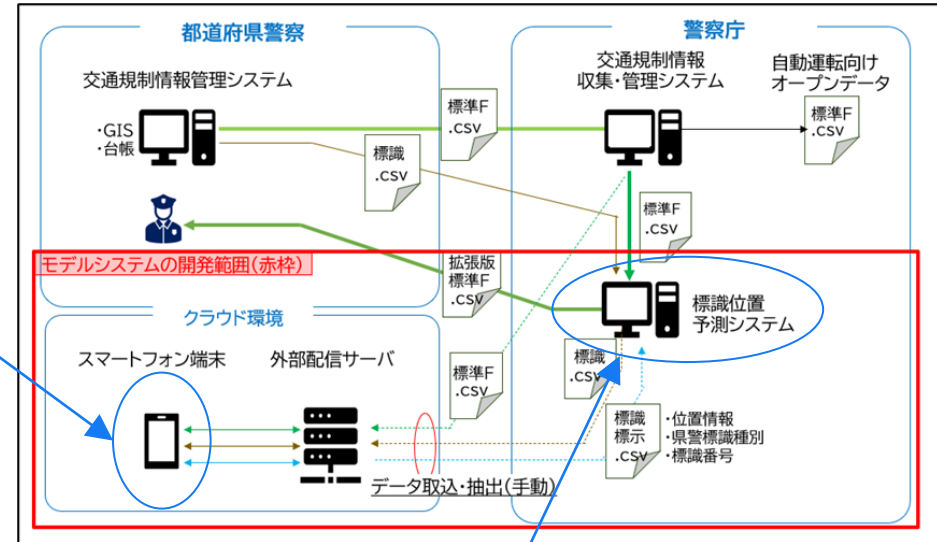 都道府県警察
交通規制情報管理システム
・GIS
・台帳
標準F
.csv
標識
.csv
警察庁
交通規制情報
収集・管理システム
自動運転向け
オープンデータ
標準F
.csv
標準F
.csv
モデルシステムの開発範囲(赤枠)
拡張版
標準F
.csv
標識位置
予測システム
クラウド環境
スマートフォン端末
外部配信サーバ
標準F
.csv
標識
.csv
標識
標示
.csv
・位置情報
・県警標識種別
・標識番号
データ取込・抽出(手動)